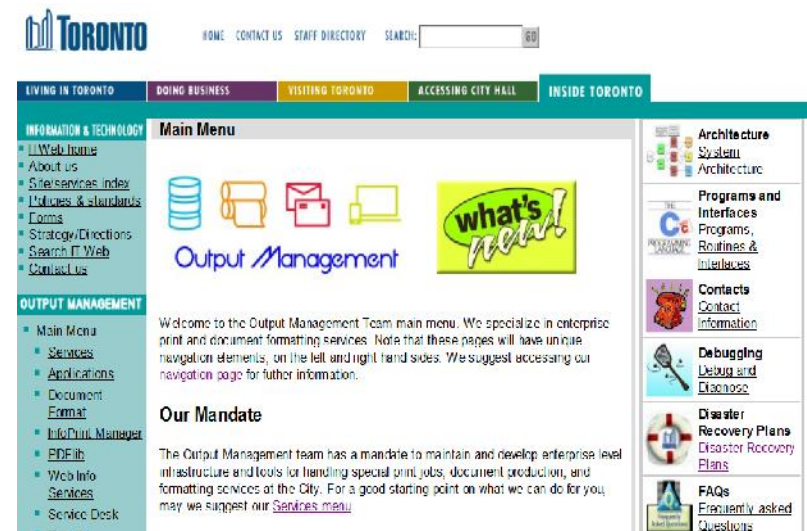 TORONTO
HOME CONTACT US STAFF DIRECTORY SEARCH: GO
LIVING IN TORONTO DOING BUSINESS VISITING TORONTO ACCESSING CITY HALL INSIDE TORONTO
INFORMATION & TECHNOLOGY
ITWeb home
About us
Site/services index
Policies & standards
Forms
Strategy/Directions
Search IT Web
Contact us
OUTPUT MANAGEMENT
Main Menu
Services
Applications
Document
Format
InfoPrint Manager
PDFlib
Web Info
Services
Service Desk
Main Menu
Output Management
what's
new!
Welcome to the Output Management Team main menu. We specialize in enterprise
print and document formatting services. Note that these pages will have unique
navigation elements, on the left and right hand sides. We suggest accessing our
navigation page for futher information.
Our Mandate
The Output Management team has a mandate to maintain and develop enterprise level
infrastructure and tools for handling special print jobs, document production, and
formatting services at the City. For a good starting point on what we can do for you,
may we suggest our Services menu
Architecture
System
Architecture
Programs and
Interfaces
Programs,
Routines &
Interfaces
THE
C
PROGRAMMING
LANGUAGE
Contacts
Contact
Information
Debugging
Debug and
Diagnose
Disaster
Recovery Plans
Disaster Recovery
Plans
FAQs
Frequently asked
Questions
Frequently
Asked Questions